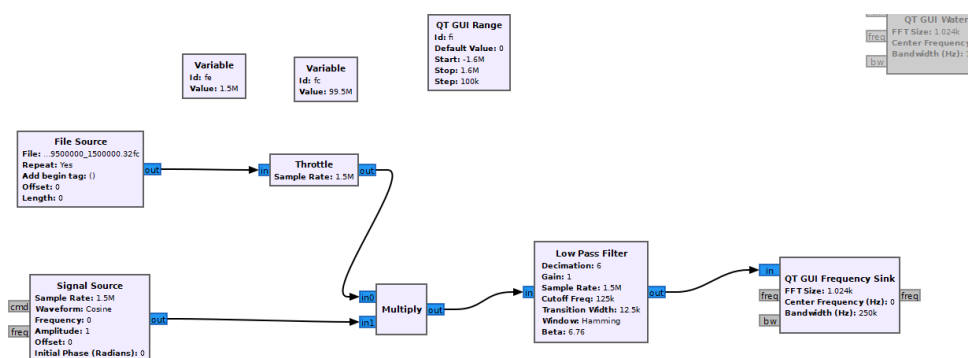 QT GUI Range
Id: fi
Default Value: 0
Start: -1.6M
Stop: 1.6M
Step: 100k
FFT Size: 1.024k
Center Frequency
Bandwidth (Hz):
freq
bw
Variable
Id: fe
Value: 1.5M
Variable
Id: fc
Value: 99.5M
File Source
File: ...9500000_1500000.32fc
Repeat: Yes
Add begin tag: ()
Offset: 0
Length: 0
out
Throttle
Sample Rate: 1.5M
in
out
Signal Source
Sample Rate: 1.5M
Waveform: Cosine
Frequency: 0
Amplitude: 1
Offset: 0
Initial Phase (Radians): 0
cmd
freq
out
in0
in1
Multiply
out
Low Pass Filter
Decimation: 6
Gain: 1
Sample Rate: 1.5M
Cutoff Freq: 125k
Transition Width: 12.5k
Window: Hamming
Beta: 6.76
in
out
QT GUI Frequency Sink
FFT Size: 1.024k
Center Frequency (Hz): 0
Bandwidth (Hz): 250k
in
freq
bw
freq